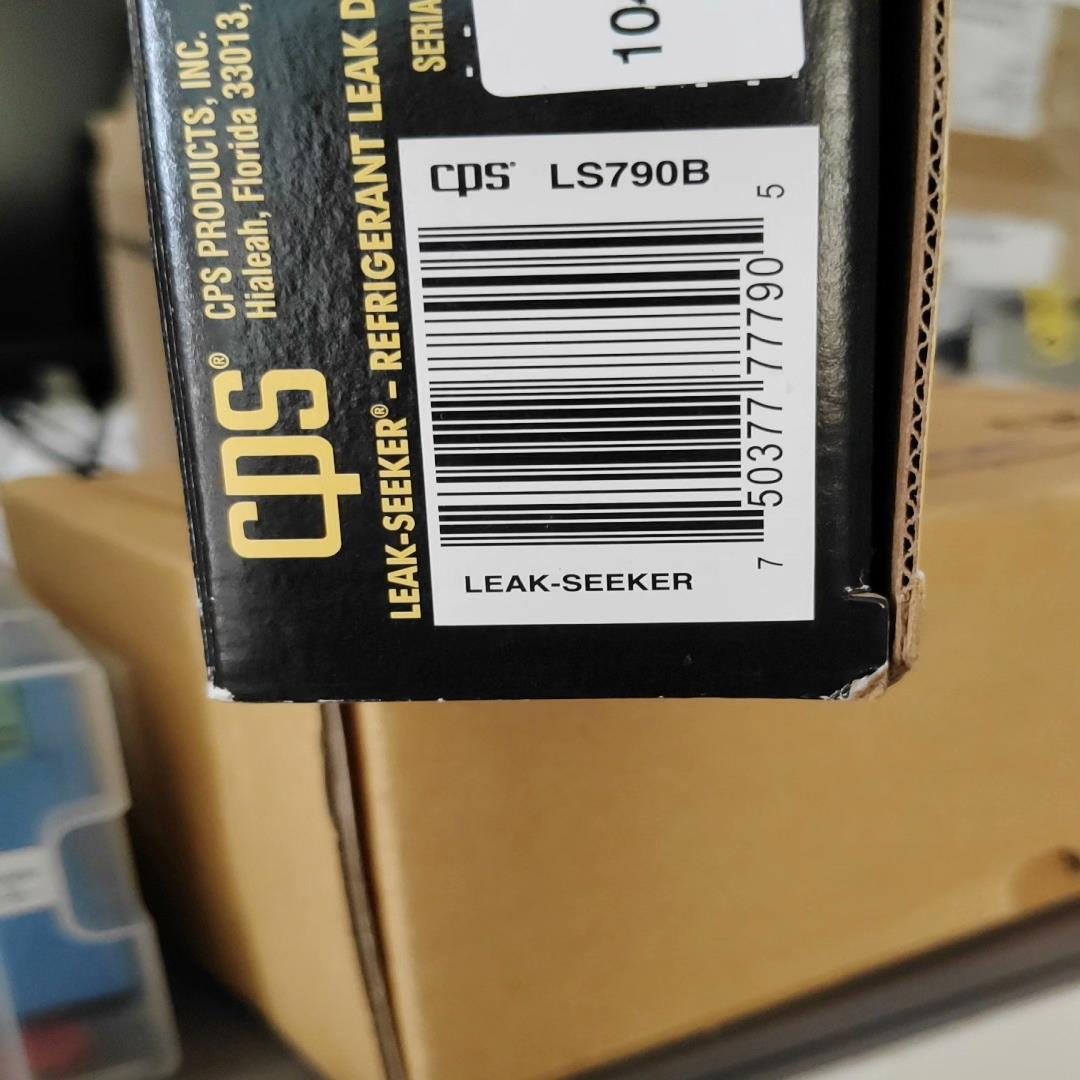 cps®
CPS PRODUCTS, INC.
Hialeah, Florida 33013,
LEAK-SEEKER® - REFRIGERANT LEAK D
SERIA
104
cps® LS790B
7 50377 77790 5
LEAK-SEEKER